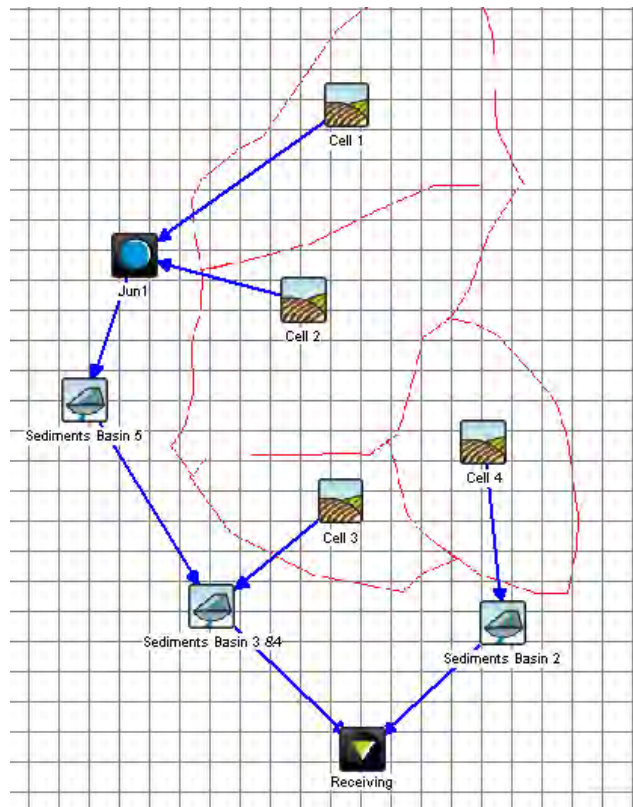 Cell 1
Jun1
Cell 2
Sediments Basin 5
Cell 4
Cell 3
Sediments Basin 3 &4
Sediments Basin 2
Receiving